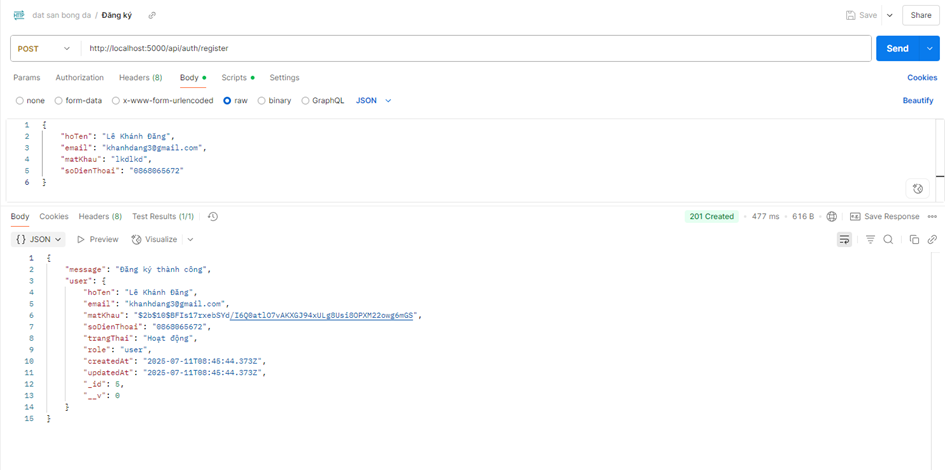 dat san bong da / Đăng ký
Save
Share
POST
http://localhost:5000/api/auth/register
Send
Params Authorization Headers (8) Body Scripts Settings
Cookies
none form-data x-www-form-urlencoded raw binary GraphQL JSON
Beautify
1 {
2 "hoTen": "Lê Khánh Đăng",
3 "email": "khanhdang3@gmail.com",
4 "matKhau": "lkdlkd",
5 "soDienThoai": "0868065672"
6 }
Body Cookies Headers (8) Test Results (1/1)
201 Created • 477 ms • 616 B
Save Response
{} JSON Preview Visualize
1 {
2 "message": "Đăng ký thành công",
3 "user": {
4 "hoTen": "Lê Khánh Đăng",
5 "email": "khanhdang3@gmail.com",
6 "matKhau":
7 "soDienThoai": "0868065672",
8 "trangThai": "Hoạt động",
9 "role": "user",
10 "createdAt": "2025-07-11T08:45:44.373Z",
11 "updatedAt": "2025-07-11T08:45:44.373Z",
12 "_id": 5,
13 "__v": 0
14 }
15 }